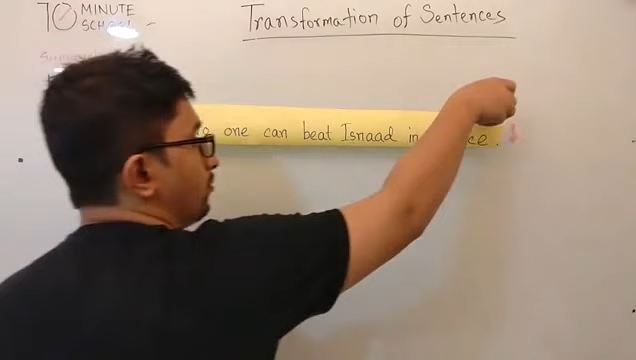 10 MINUTE
SCHOOL
Transformation of Sentences
one can beat Isnaad in